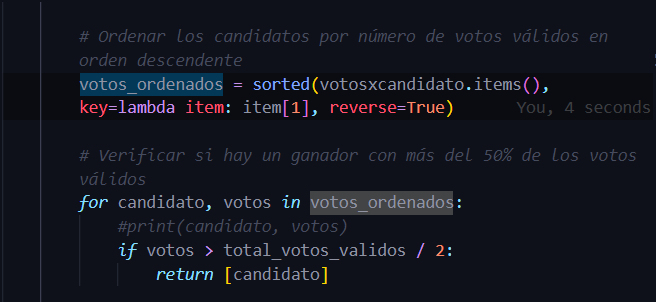 # Ordenar los candidatos por número de votos válidos en
orden descendente
votos_ordenados = sorted(votosxcandidato.items(),
key=lambda item: item[1], reverse=True) You, 4 seconds
# Verificar si hay un ganador con más del 50% de los votos
válidos
for candidato, votos in votos_ordenados:
#print(candidato, votos)
if votos > total_votos_validos / 2:
return [candidato]